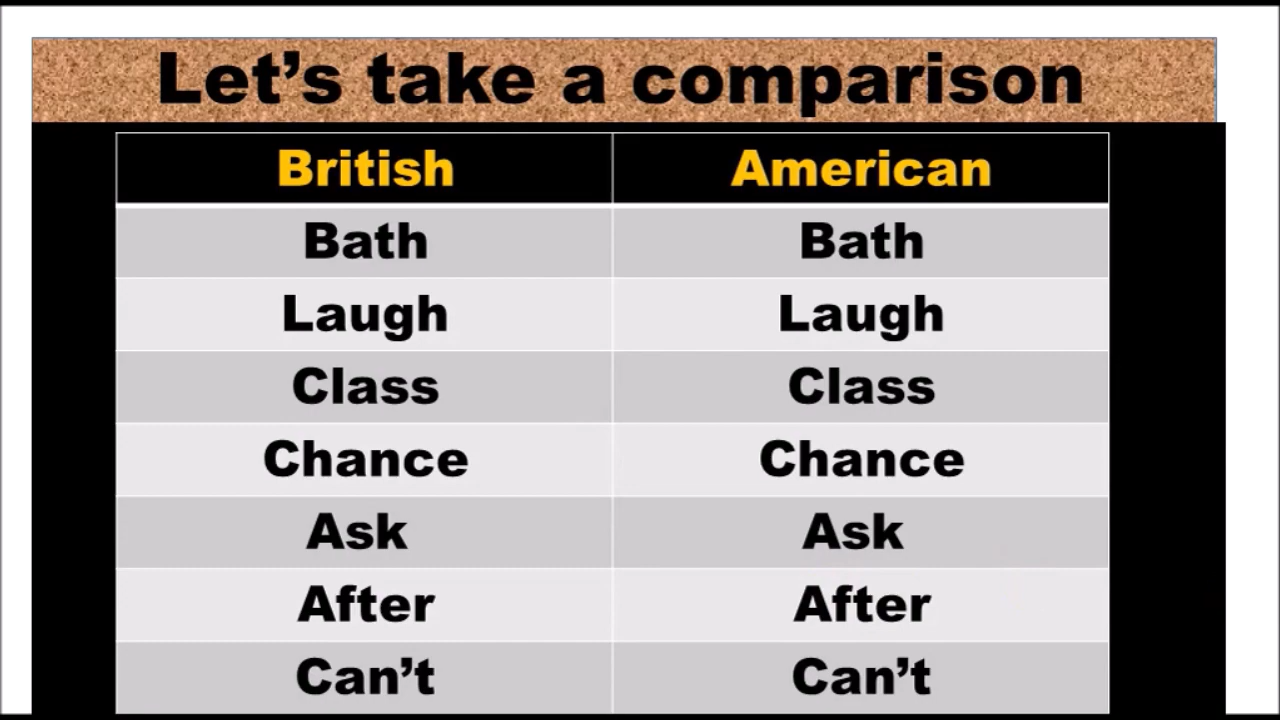 Let’s take a comparison
British American
Bath Bath
Laugh Laugh
Class Class
Chance Chance
Ask Ask
After After
Can’t Can’t